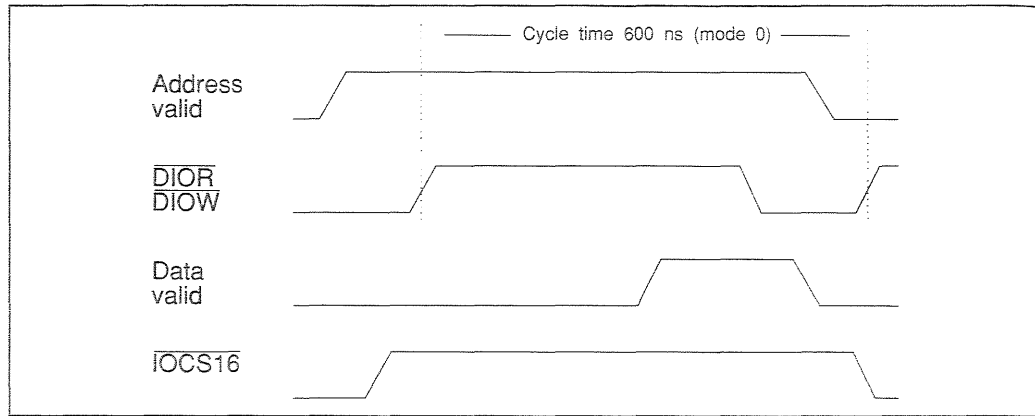 Cycle time 600 ns (mode 0)
Address
valid
DIOR
DIOW
Data
valid
IOCS16